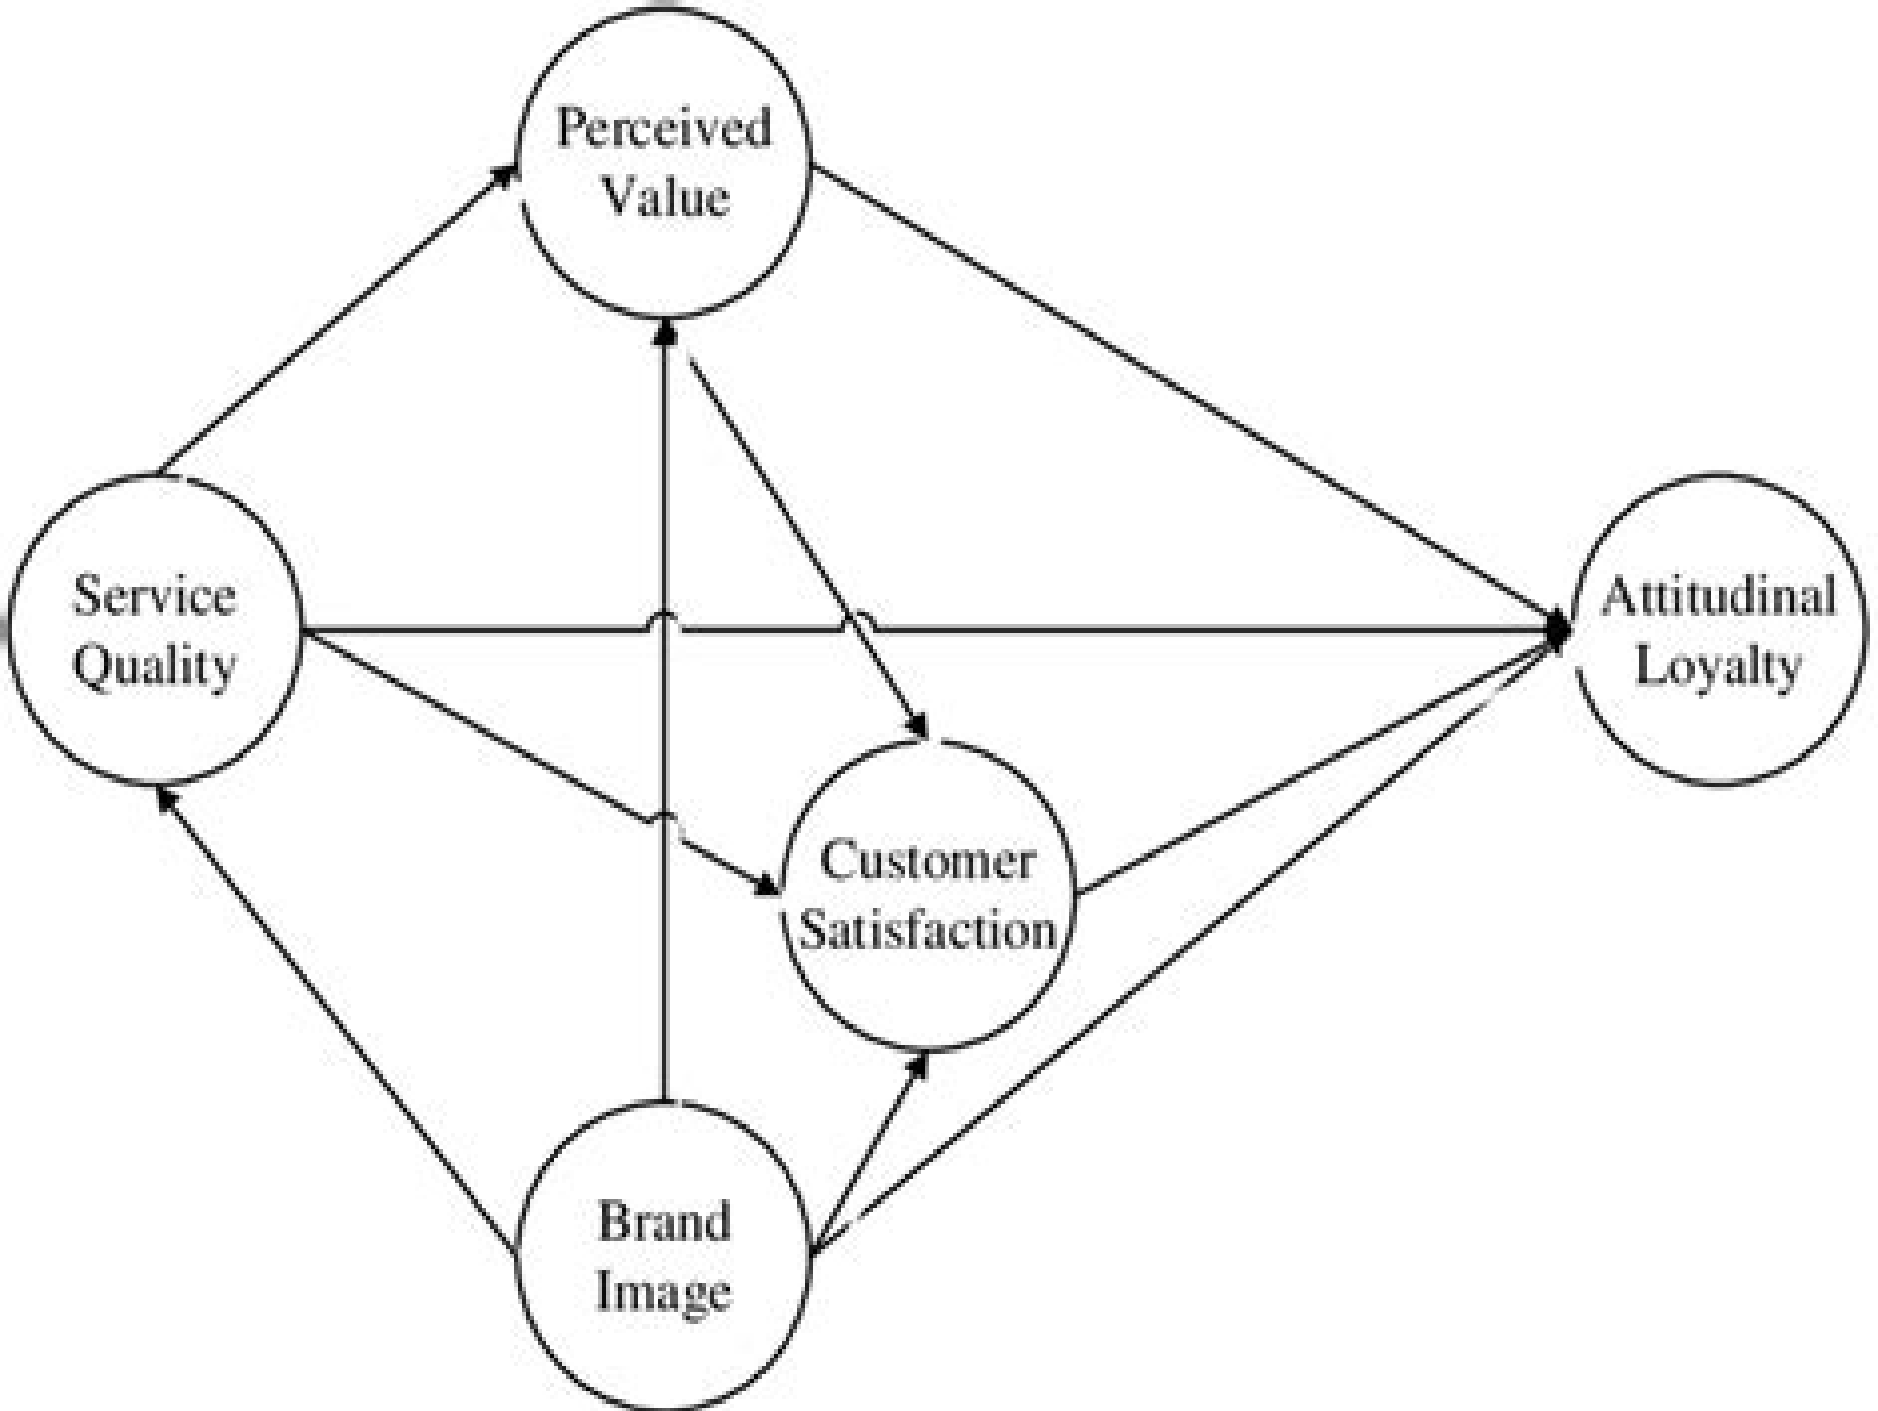 Perceived
Value
Service
Quality
Attitudinal
Loyalty
Customer
Satisfaction
Brand
Image